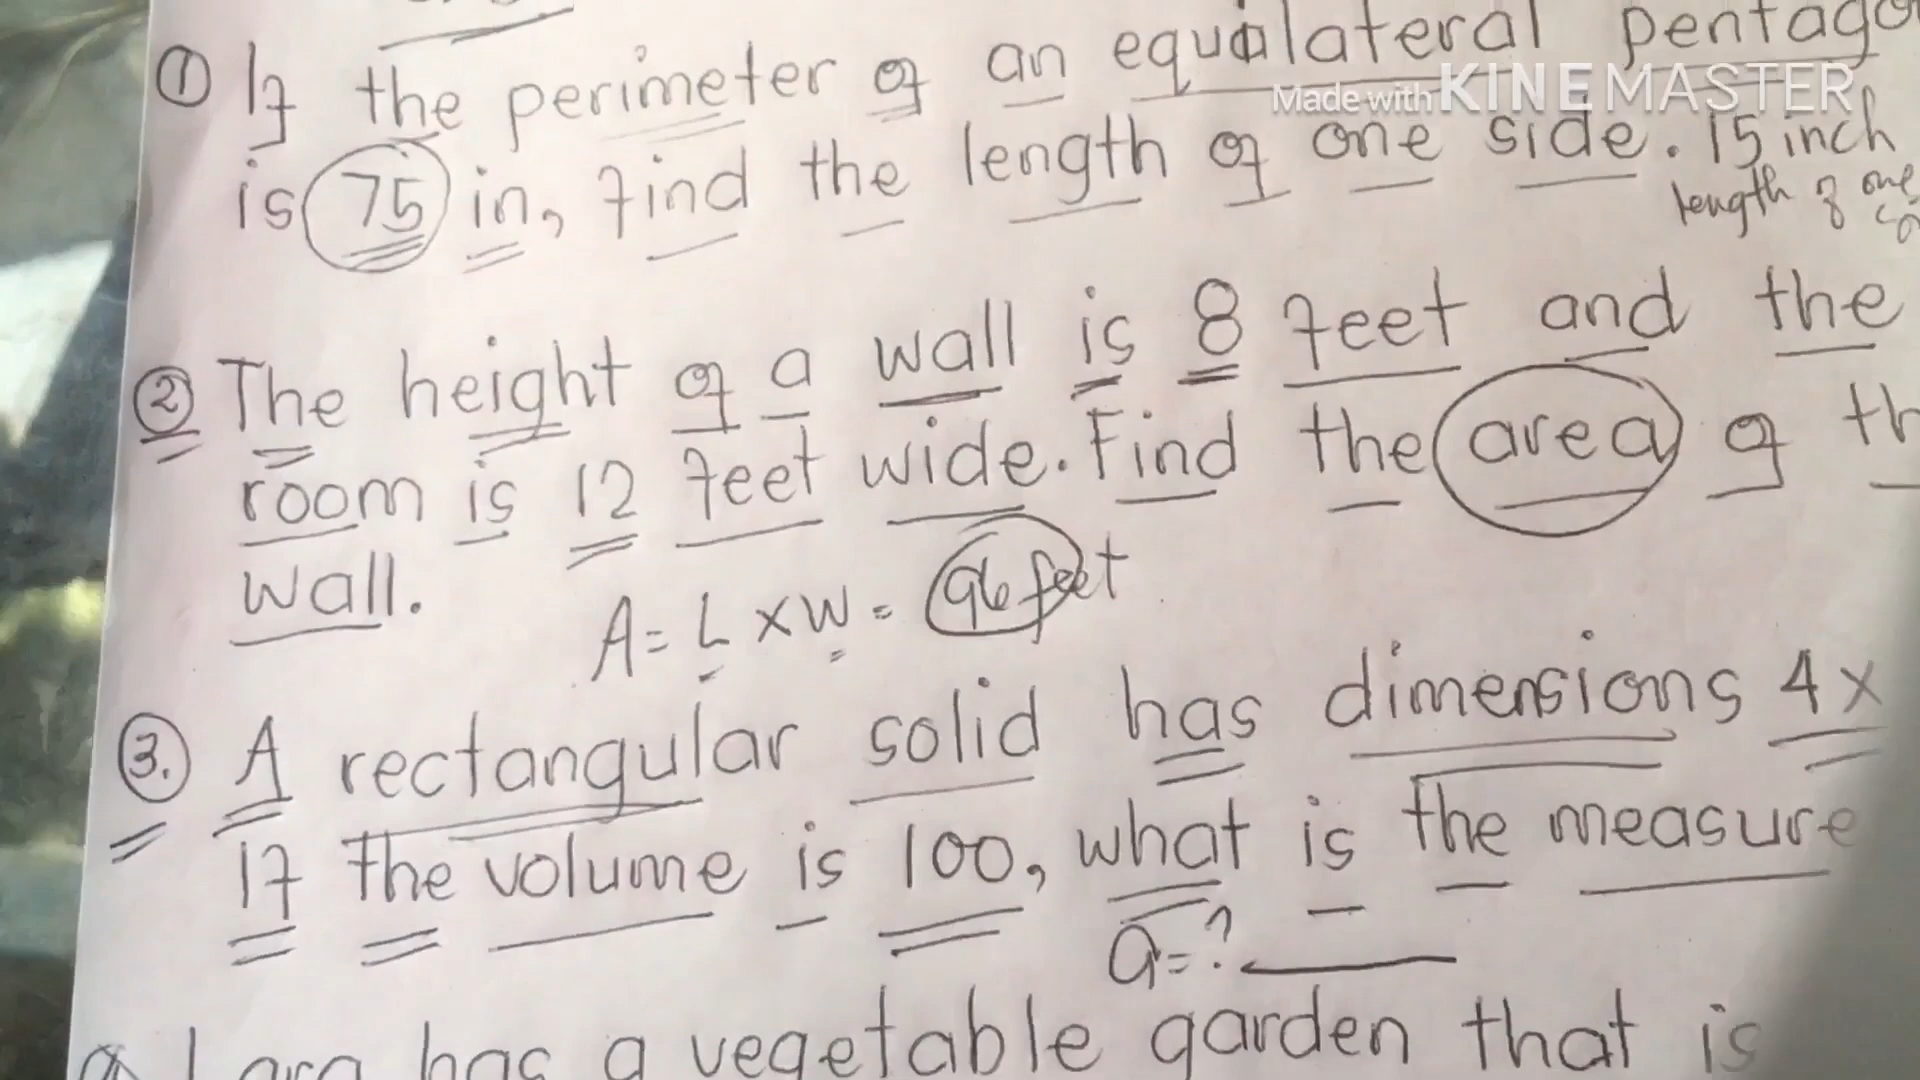 ① If the perimeter of an equilateral pentago
Made with KINEMASTER
is 75 in, find the length of one side. 15 inch
length of one
② The height of a wall is 8 feet and the
room is 12 feet wide. Find the area of th
wall.
A = L x W = 96 feet
③. A rectangular solid has dimensions 4x
If the volume is 100, what is the measure
a = ?
Lara has a vegetable garden that is